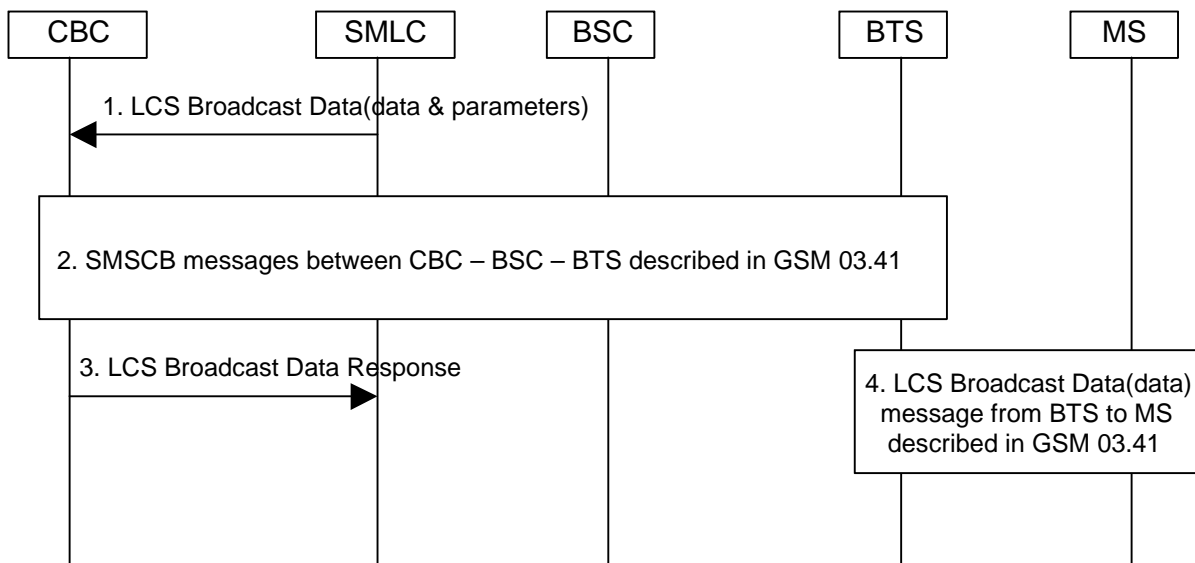 CBC SMLC BSC BTS MS
1. LCS Broadcast Data(data & parameters)
2. SMSCB messages between CBC – BSC – BTS described in GSM 03.41
3. LCS Broadcast Data Response
4. LCS Broadcast Data(data)
message from BTS to MS
described in GSM 03.41